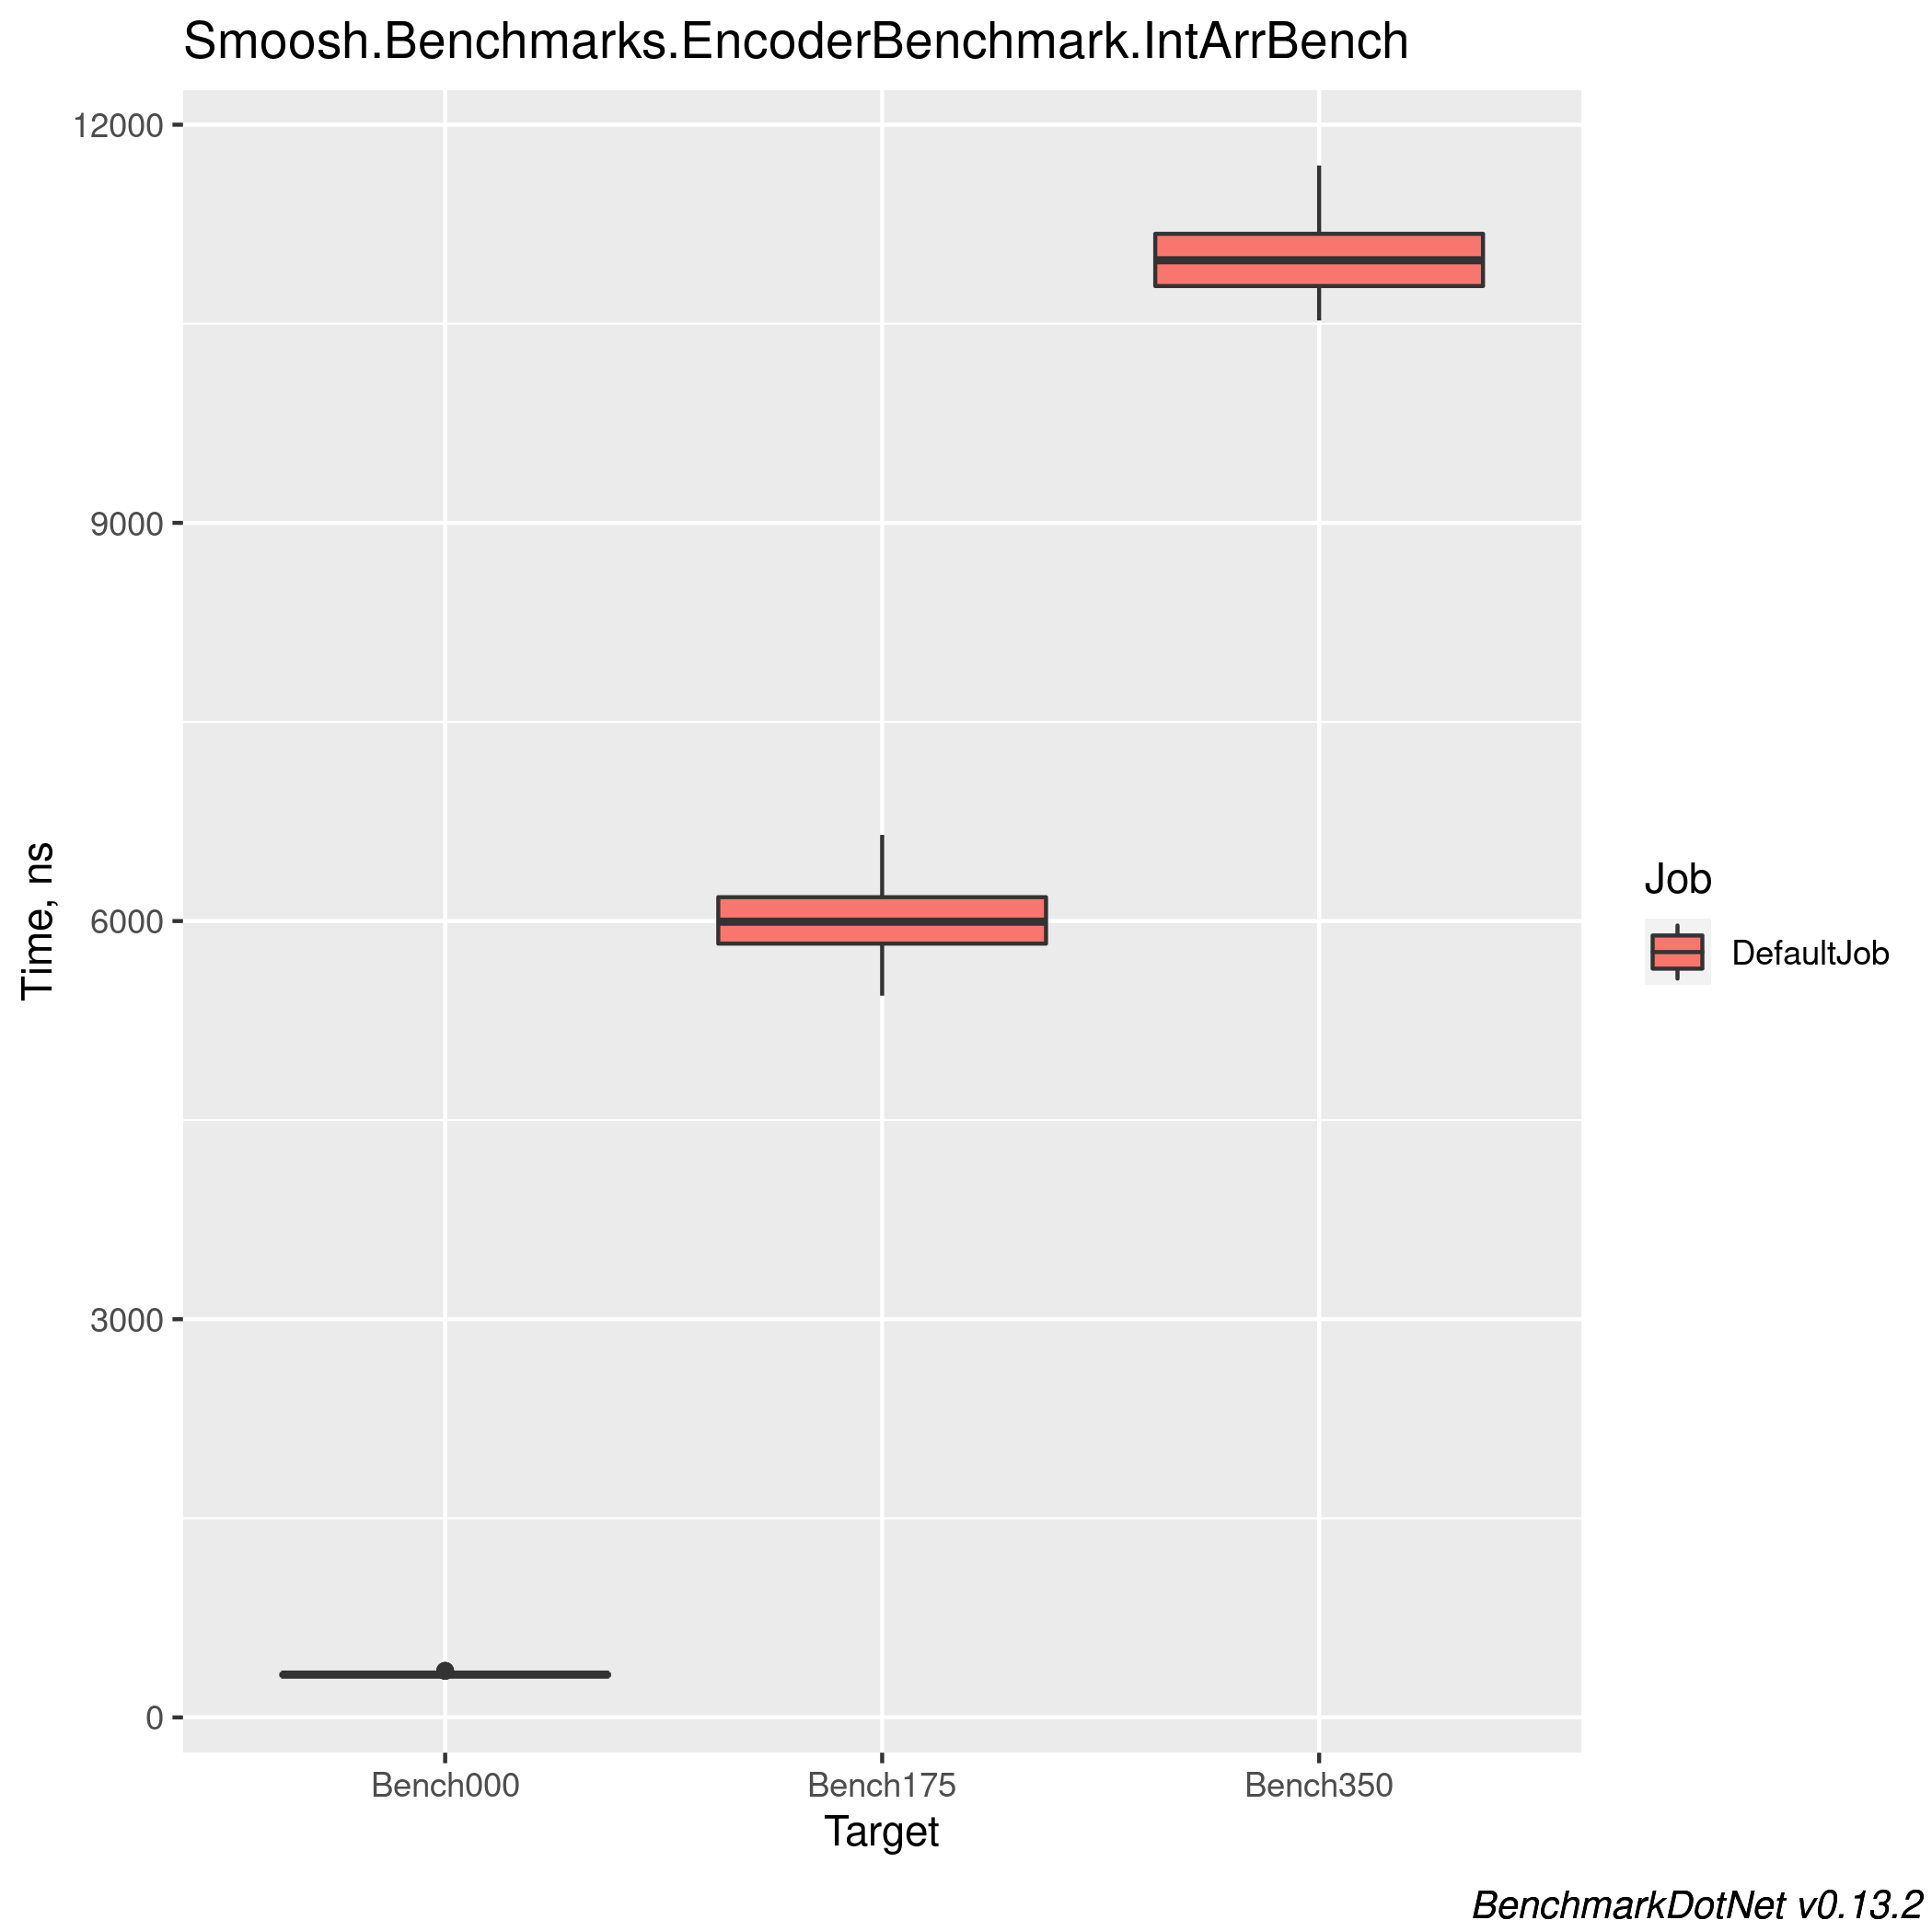 Smoosh.Benchmarks.EncoderBenchmark.IntArrBench
12000
9000
6000
3000
0
Time, ns
Bench000
Bench175
Bench350
Target
Job
DefaultJob
BenchmarkDotNet v0.13.2